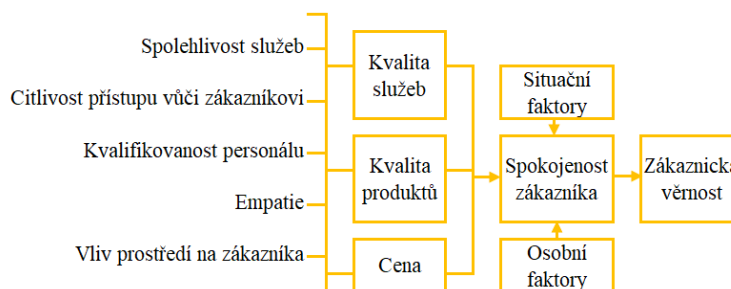 Spolehlivost služeb
Citlivost přístupu vůči zákazníkovi
Kvalifikovanost personálu
Empatie
Vliv prostředí na zákazníka
Kvalita
služeb
Kvalita
produktů
Cena
Situační
faktory
Spokojenost
zákazníka
Osobní
faktory
Zákaznická
věrnost